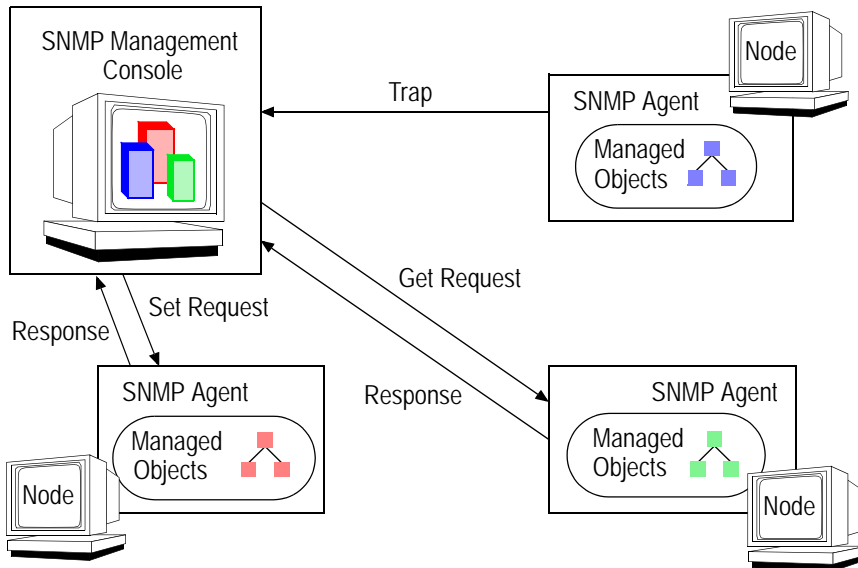 SNMP Management
Console
Node
Trap
SNMP Agent
Managed
Objects
Get Request
Set Request
Response
Response
SNMP Agent
Managed
Objects
Node
SNMP Agent
Managed
Objects
Node